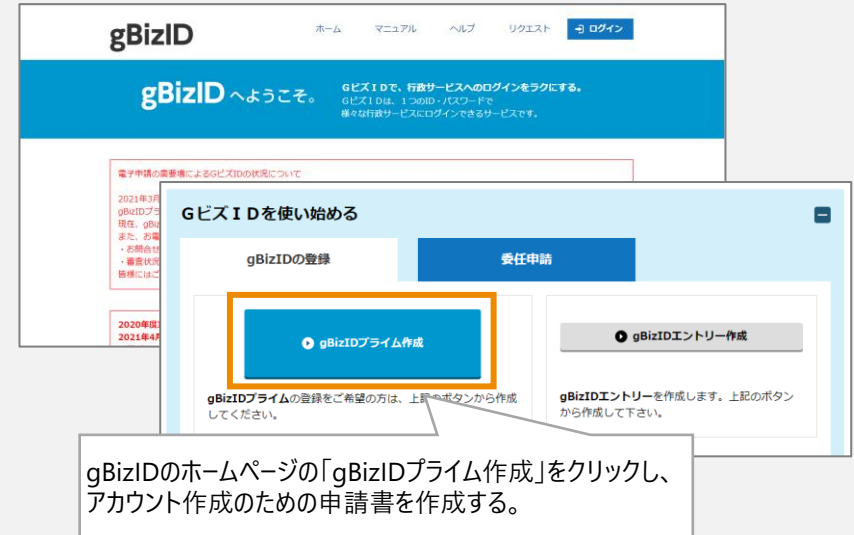 gBizID
ホーム マニュアル ヘルプ リクエスト ログイン
gBizID へようこそ。
GビズIDで、行政サービスへのログインをラクにする。
GビズIDは、1つのID・パスワードで
様々な行政サービスにログインできるサービスです。
電子申請の需要増によるGビズIDの状況について
2021年3月
gBizIDプラ
現在、gBiz
また、お電
・お問合せ
・審査状況
皆様にはご
2020年度
2021年4月
GビズIDを使い始める
gBizIDの登録 委任申請
gBizIDプライム作成
gBizIDエントリー作成
gBizIDプライムの登録をご希望の方は、上記のボタンから作成
してください。
gBizIDエントリーを作成します。上記のボタン
から作成して下さい。
gBizIDのホームページの「gBizIDプライム作成」をクリックし、
アカウント作成のための申請書を作成する。